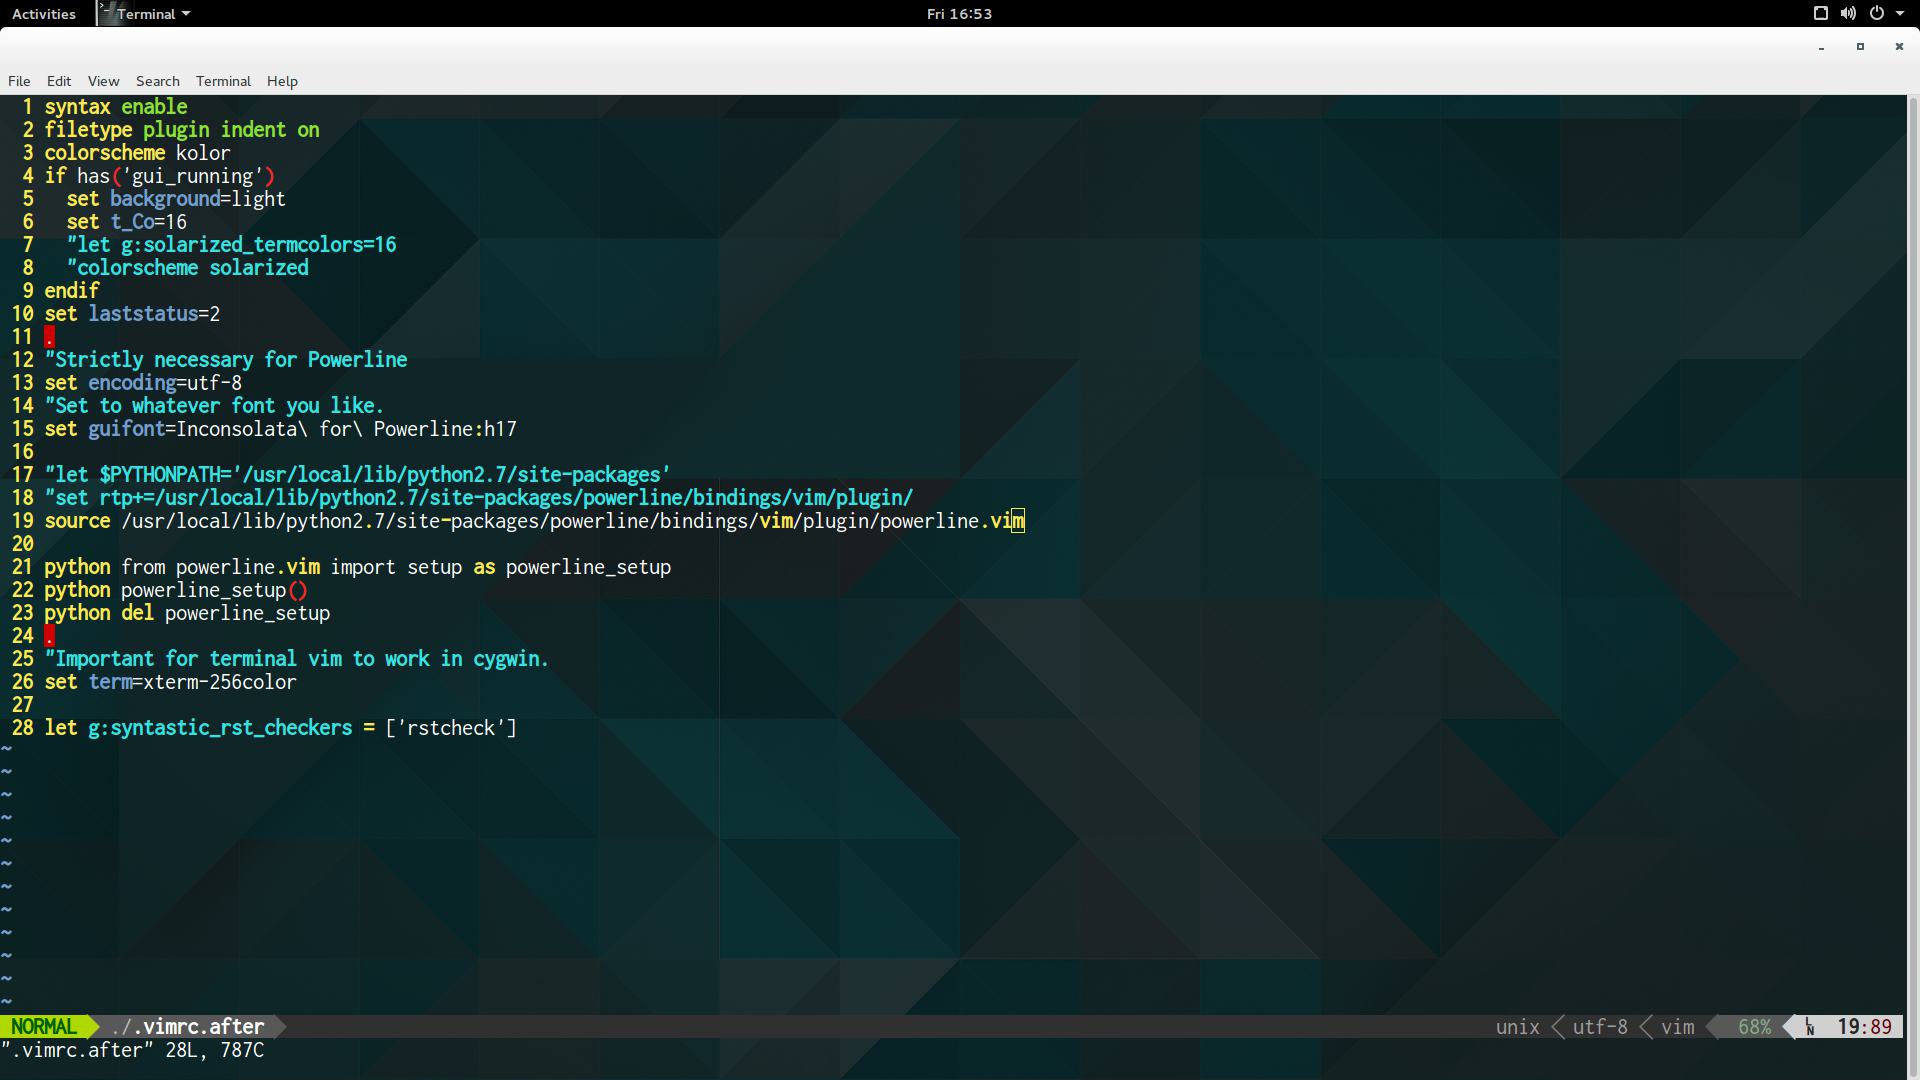 Activities Terminal Fri 16:53
File Edit View Search Terminal Help
1 syntax enable
2 filetype plugin indent on
3 colorscheme kolor
4 if has('gui_running')
5   set background=light
6   set t_Co=16
7   "let g:solarized_termcolors=16
8   "colorscheme solarized
9 endif
10 set laststatus=2
11 .
12 "Strictly necessary for Powerline
13 set encoding=utf-8
14 "Set to whatever font you like.
15 set guifont=Inconsolata\ for\ Powerline:h17
16
17 "let $PYTHONPATH='/usr/local/lib/python2.7/site-packages'
18 "set rtp+=/usr/local/lib/python2.7/site-packages/powerline/bindings/vim/plugin/
19 source /usr/local/lib/python2.7/site-packages/powerline/bindings/vim/plugin/powerline.vim
20
21 python from powerline.vim import setup as powerline_setup
22 python powerline_setup()
23 python del powerline_setup
24 .
25 "Important for terminal vim to work in cygwin.
26 set term=xterm-256color
27
28 let g:syntastic_rst_checkers = ['rstcheck']
~
~
~
~
~
~
~
~
~
~
~
~
NORMAL ./.vimrc.after unix utf-8 vim 68% LN 19:89
".vimrc.after" 28L, 787C